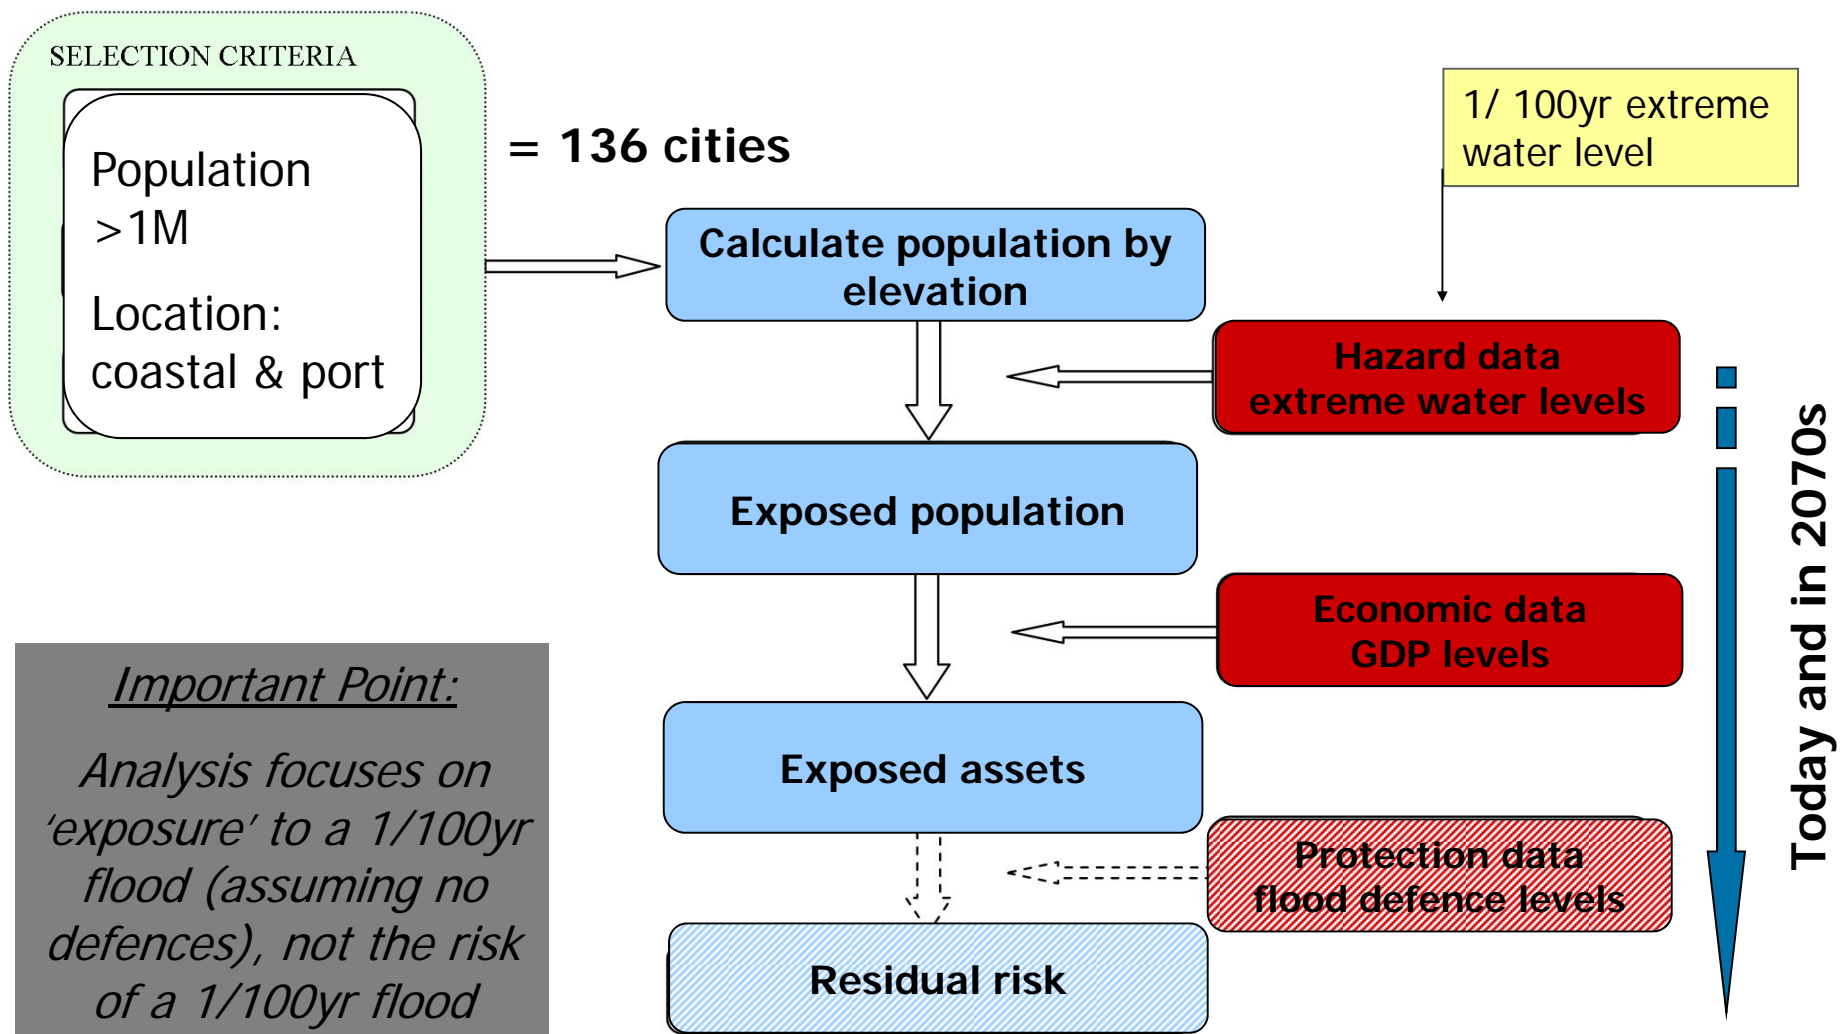 SELECTION CRITERIA
Population
>1M
Location:
coastal & port
= 136 cities
1/ 100yr extreme
water level
Calculate population by
elevation
Hazard data
extreme water levels
Exposed population
Economic data
GDP levels
Exposed assets
Protection data
flood defence levels
Residual risk
Today and in 2070s
Important Point:
Analysis focuses on
‘exposure’ to a 1/100yr
flood (assuming no
defences), not the risk
of a 1/100yr flood